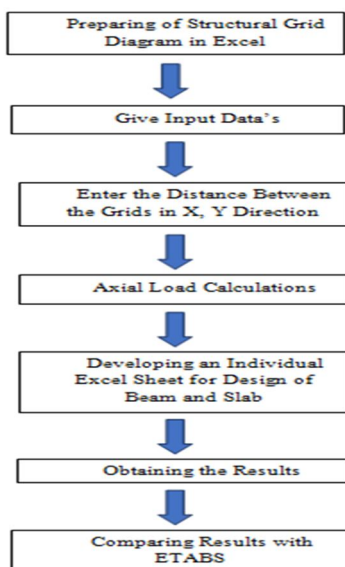 Preparing of Structural Grid
Diagram in Excel
Give Input Data's
Enter the Distance Between
the Grids in X, Y Direction
Axial Load Calculations
Developing an Individual
Excel Sheet for Design of
Beam and Slab
Obtaining the Results
Comparing Results with
ETABS